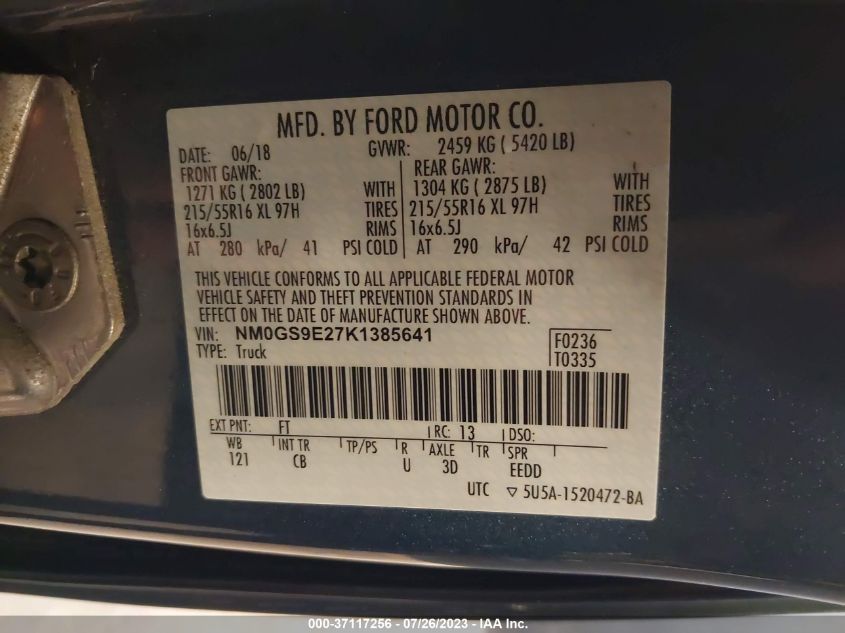 MFD. BY FORD MOTOR CO.
DATE: 06/18 GVWR: 2459 KG ( 5420 LB)
FRONT GAWR: REAR GAWR:
1271 KG ( 2802 LB) WITH 1304 KG ( 2875 LB) WITH
215/55R16 XL 97H TIRES 215/55R16 XL 97H TIRES
16x6.5J RIMS 16x6.5J RIMS
AT 280 kPa/ 41 PSI COLD AT 290 kPa/ 42 PSI COLD
THIS VEHICLE CONFORMS TO ALL APPLICABLE FEDERAL MOTOR
VEHICLE SAFETY AND THEFT PREVENTION STANDARDS IN
EFFECT ON THE DATE OF MANUFACTURE SHOWN ABOVE.
VIN: NM0GS9E27K1385641 F0236
TYPE: Truck T0335
EXT PNT: FT RC: 13 DSO:
WB INT TR TP/PS R AXLE TR SPR
121 CB U 3D EEDD
UTC ▽ 5U5A-1520472-BA
000-37117256 - 07/26/2023 - IAA Inc.